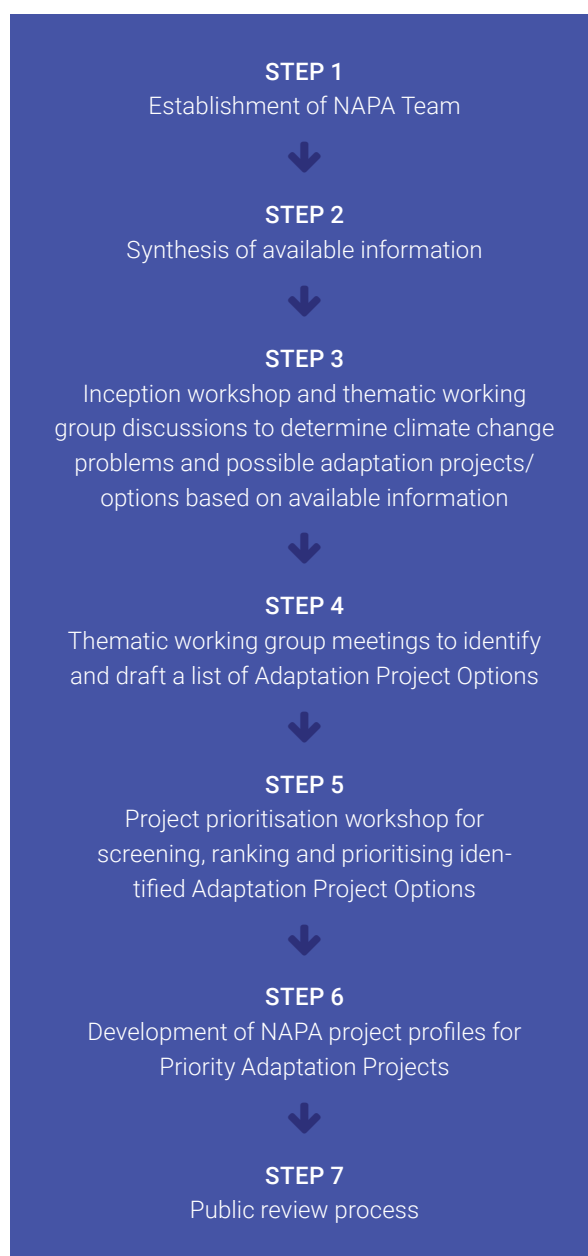 STEP 1
Establishment of NAPA Team
STEP 2
Synthesis of available information
STEP 3
Inception workshop and thematic working
group discussions to determine climate change
problems and possible adaptation projects/
options based on available information
STEP 4
Thematic working group meetings to identify
and draft a list of Adaptation Project Options
STEP 5
Project prioritisation workshop for
screening, ranking and prioritising iden-
tified Adaptation Project Options
STEP 6
Development of NAPA project profiles for
Priority Adaptation Projects
STEP 7
Public review process